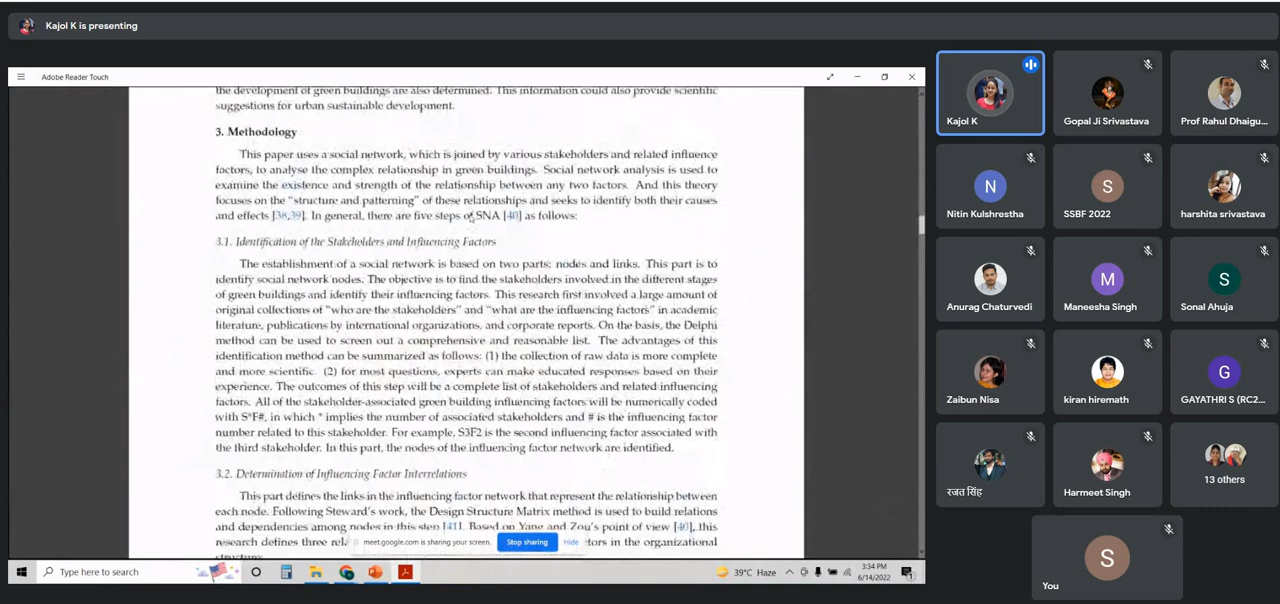 Kajol K is presenting
Adobe Reader Touch
the development of green buildings are also determined. This information could also provide scientific
suggestions for urban sustainable development.
3. Methodology
This paper uses a social network, which is joined by various stakeholders and related influence
factors, to analyse the complex relationship in green buildings. Social network analysis is used to
examine the existence and strength of the relationship between any two factors. And this theory
focuses on the "structure and patterning" of these relationships and seeks to identify both their causes
and effects [38,39]. In general, there are five steps of SNA [40] as follows:
3.1. Identification of the Stakeholders and Influencing Factors
The establishment of a social network is based on two parts: nodes and links. This part is to
identify social network nodes. The objective is to find the stakeholders involved in the different stages
of green buildings and identify their influencing factors. This research first involved a large amount of
original collections of "who are the stakeholders" and "what are the influencing factors" in academic
literature, publications by international organizations, and corporate reports. On the basis, the Delphi
method can be used to screen out a comprehensive and reasonable list. The advantages of this
identification method can be summarized as follows: (1) the collection of raw data is more complete
and more scientific. (2) for most questions, experts can make educated responses based on their
experience. The outcomes of this step will be a complete list of stakeholders and related influencing
factors. All of the stakeholder-associated green building influencing factors will be numerically coded
with S*F#, in which * implies the number of associated stakeholders and # is the influencing factor
number related to this stakeholder. For example, S3F2 is the second influencing factor associated with
the third stakeholder. In this part, the nodes of the influencing factor network are identified.
3.2. Determination of Influencing Factor Interrelations
This part defines the links in the influencing factor network that represent the relationship between
each node. Following Steward's work, the Design Structure Matrix method is used to build relations
and dependencies among nodes in this step [41]. Based on Yang and Zou's point of view [40], this
research defines three rela
tors in the organizational
meet.google.com is sharing your screen.
Stop sharing
Hide
Type here to search
39°C Haze
3:34 PM
6/14/2022
Kajol K
Gopal Ji Srivastava
Prof Rahul Dhaigu...
N
Nitin Kulshrestha
S
SSBF 2022
harshita srivastava
Anurag Chaturvedi
M
Maneesha Singh
S
Sonal Ahuja
Zaibun Nisa
kiran hiremath
G
GAYATHRI S (RC2...
रजत सिंह
Harmeet Singh
13 others
S
You